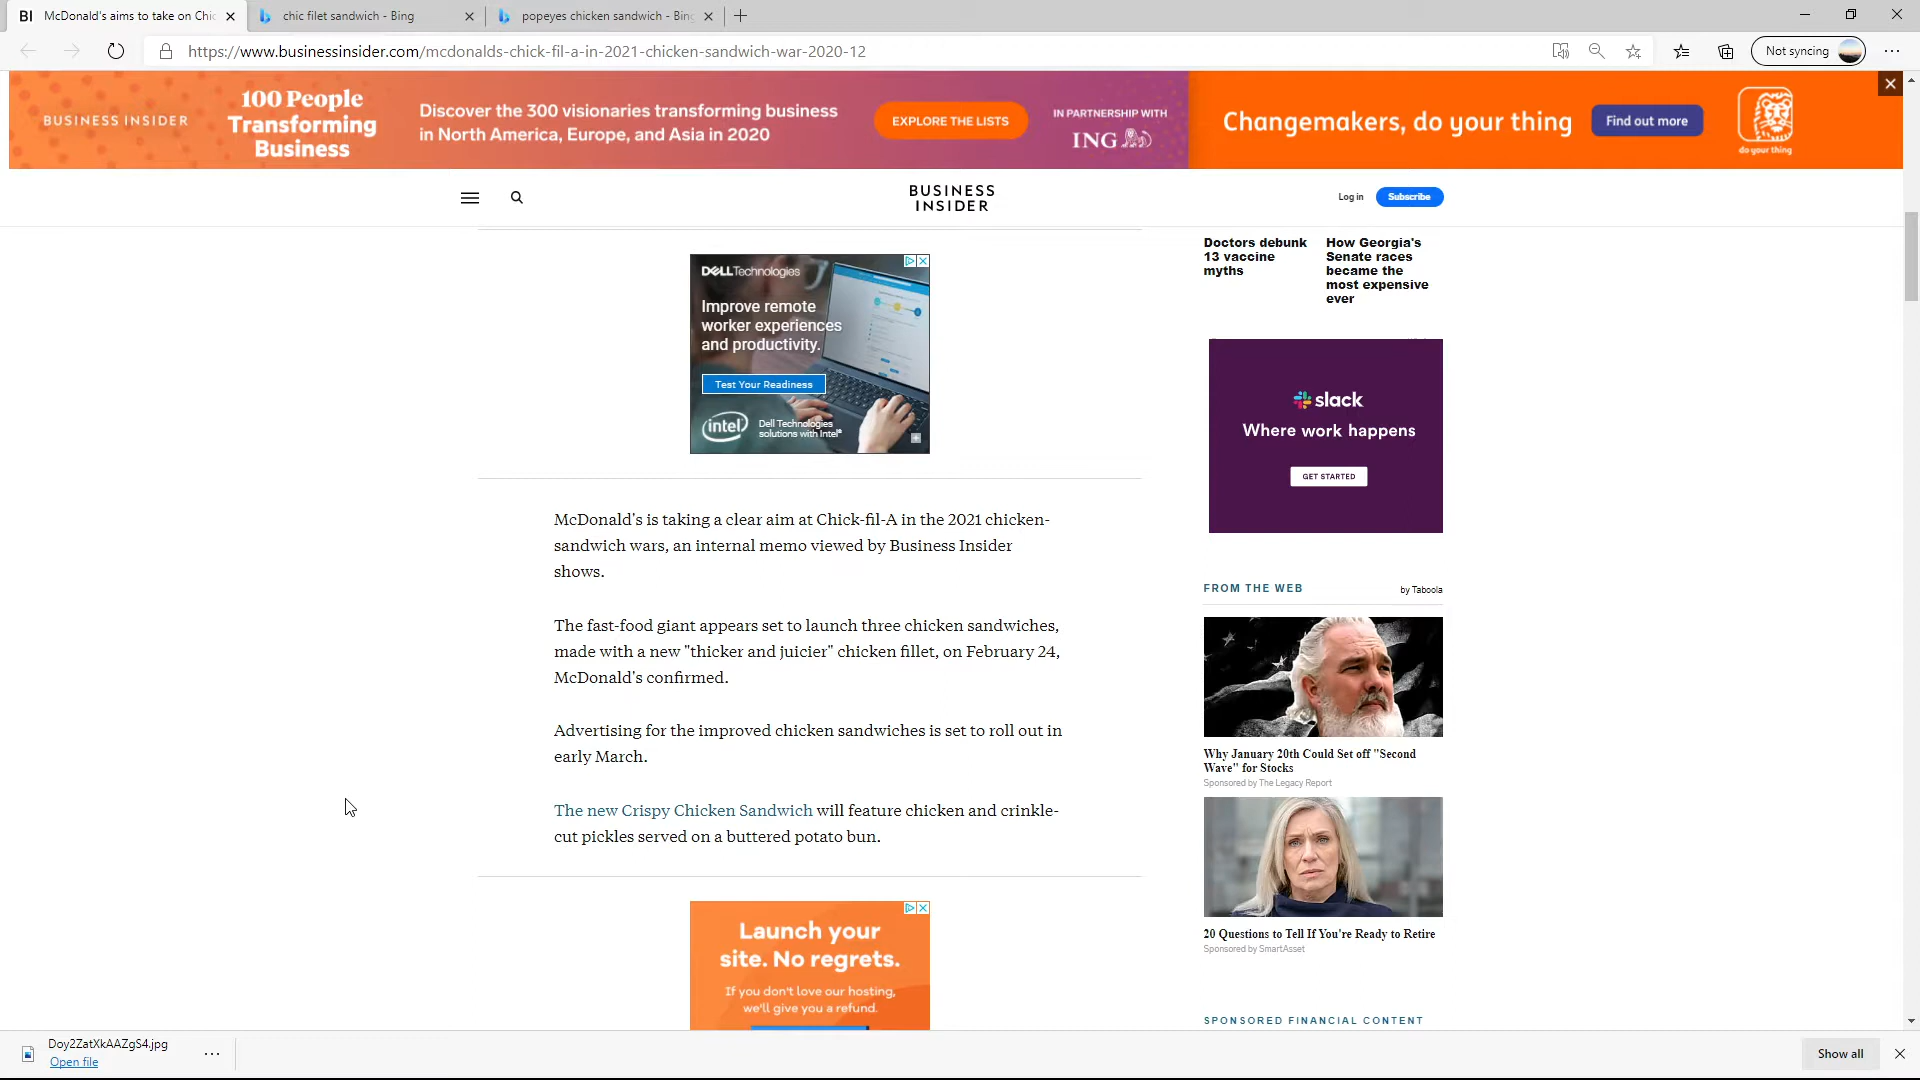 BI McDonald's aims to take on Chic
chic filet sandwich - Bing
popeyes chicken sandwich - Bing
https://www.businessinsider.com/mcdonalds-chick-fil-a-in-2021-chicken-sandwich-war-2020-12
Not syncing
BUSINESS INSIDER
100 People
Transforming
Business
Discover the 300 visionaries transforming business
in North America, Europe, and Asia in 2020
EXPLORE THE LISTS
IN PARTNERSHIP WITH
ING
Changemakers, do your thing
Find out more
do your thing
BUSINESS
INSIDER
Log in
Subscribe
DELLTechnologies
Improve remote
worker experiences
and productivity.
Test Your Readiness
intel
Dell Technologies
solutions with Intel®
McDonald's is taking a clear aim at Chick-fil-A in the 2021 chicken-
sandwich wars, an internal memo viewed by Business Insider
shows.
The fast-food giant appears set to launch three chicken sandwiches,
made with a new "thicker and juicier" chicken fillet, on February 24,
McDonald's confirmed.
Advertising for the improved chicken sandwiches is set to roll out in
early March.
The new Crispy Chicken Sandwich will feature chicken and crinkle-
cut pickles served on a buttered potato bun.
Launch your
site. No regrets.
If you don't love our hosting,
we'll give you a refund.
Doctors debunk
13 vaccine
myths
How Georgia's
Senate races
became the
most expensive
ever
slack
Where work happens
GET STARTED
FROM THE WEB
by Taboola
Why January 20th Could Set off "Second
Wave" for Stocks
Sponsored by The Legacy Report
20 Questions to Tell If You're Ready to Retire
Sponsored by SmartAsset
SPONSORED FINANCIAL CONTENT
Doy2ZatXkAAZgS4.jpg
Open file
Show all